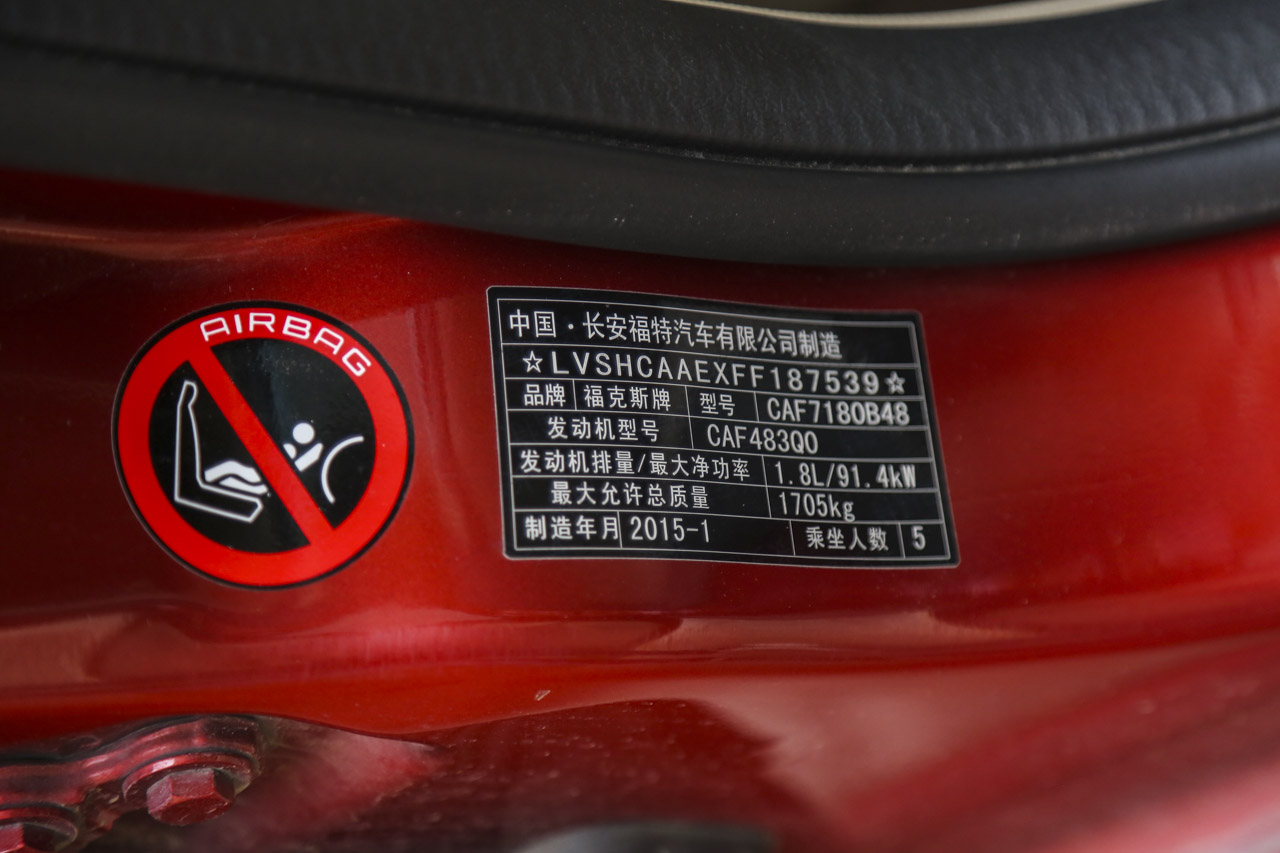 AIRBAG
中国·长安福特汽车有限公司制造
☆LVSHCAAEXFF187539☆
品牌 福克斯牌 型号 CAF7180B48
发动机型号 CAF483Q0
发动机排量/最大净功率 1.8L/91.4kW
最大允许总质量 1705kg
制造年月 2015-1 乘坐人数 5